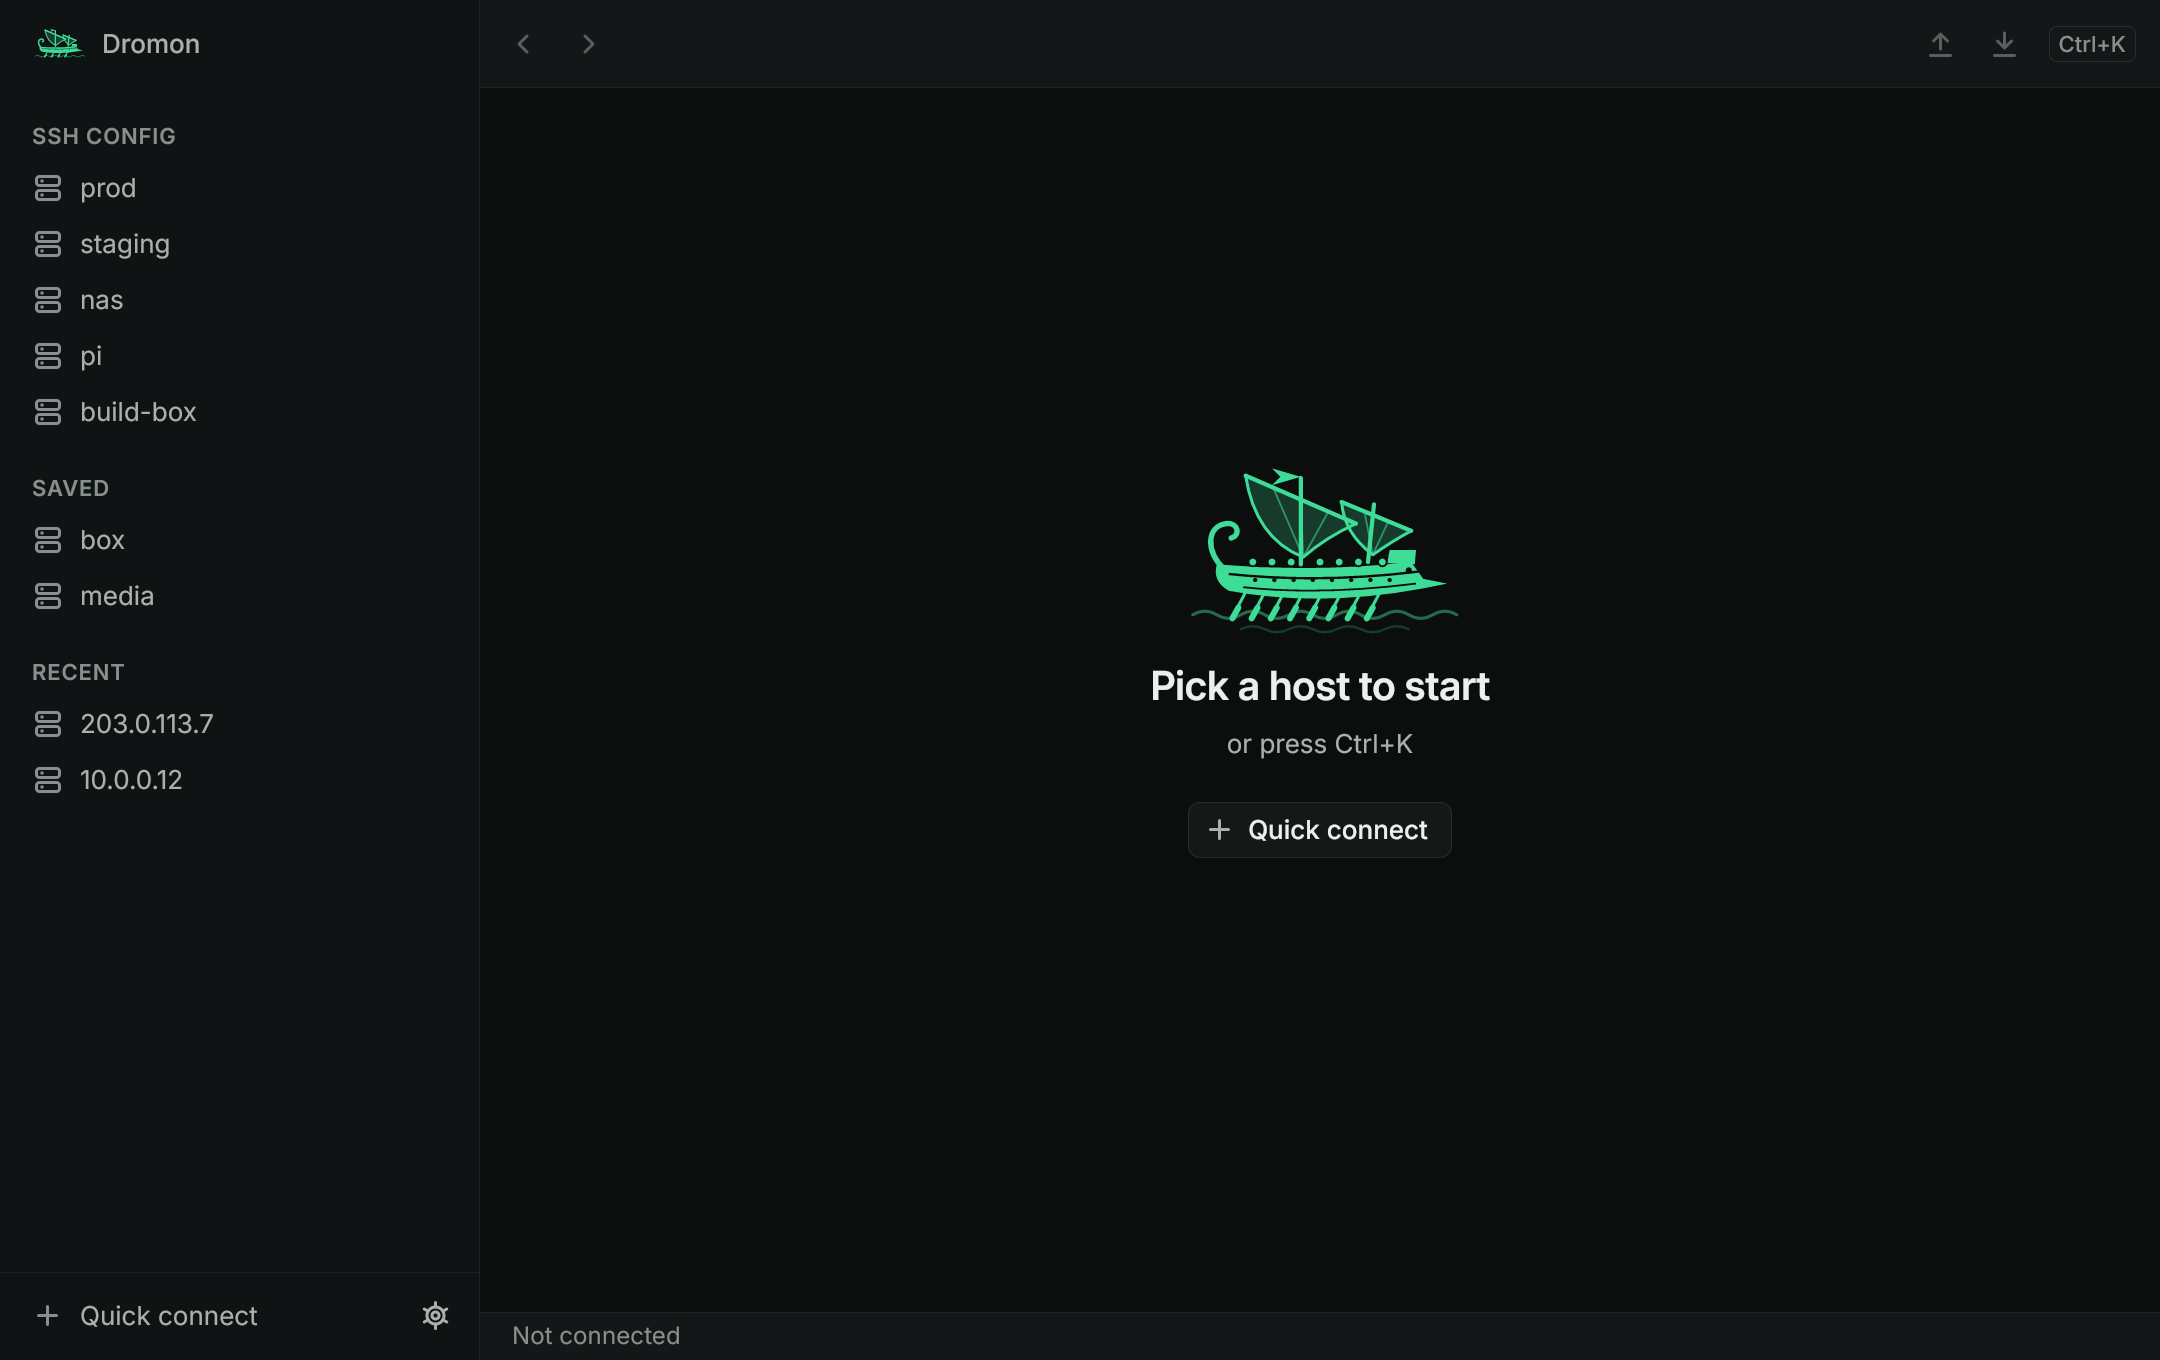 Dromon
SSH CONFIG
prod
staging
nas
pi
build-box
SAVED
box
media
RECENT
203.0.113.7
10.0.0.12
Quick connect
Ctrl+K
Pick a host to start
or press Ctrl+K
Quick connect
Not connected